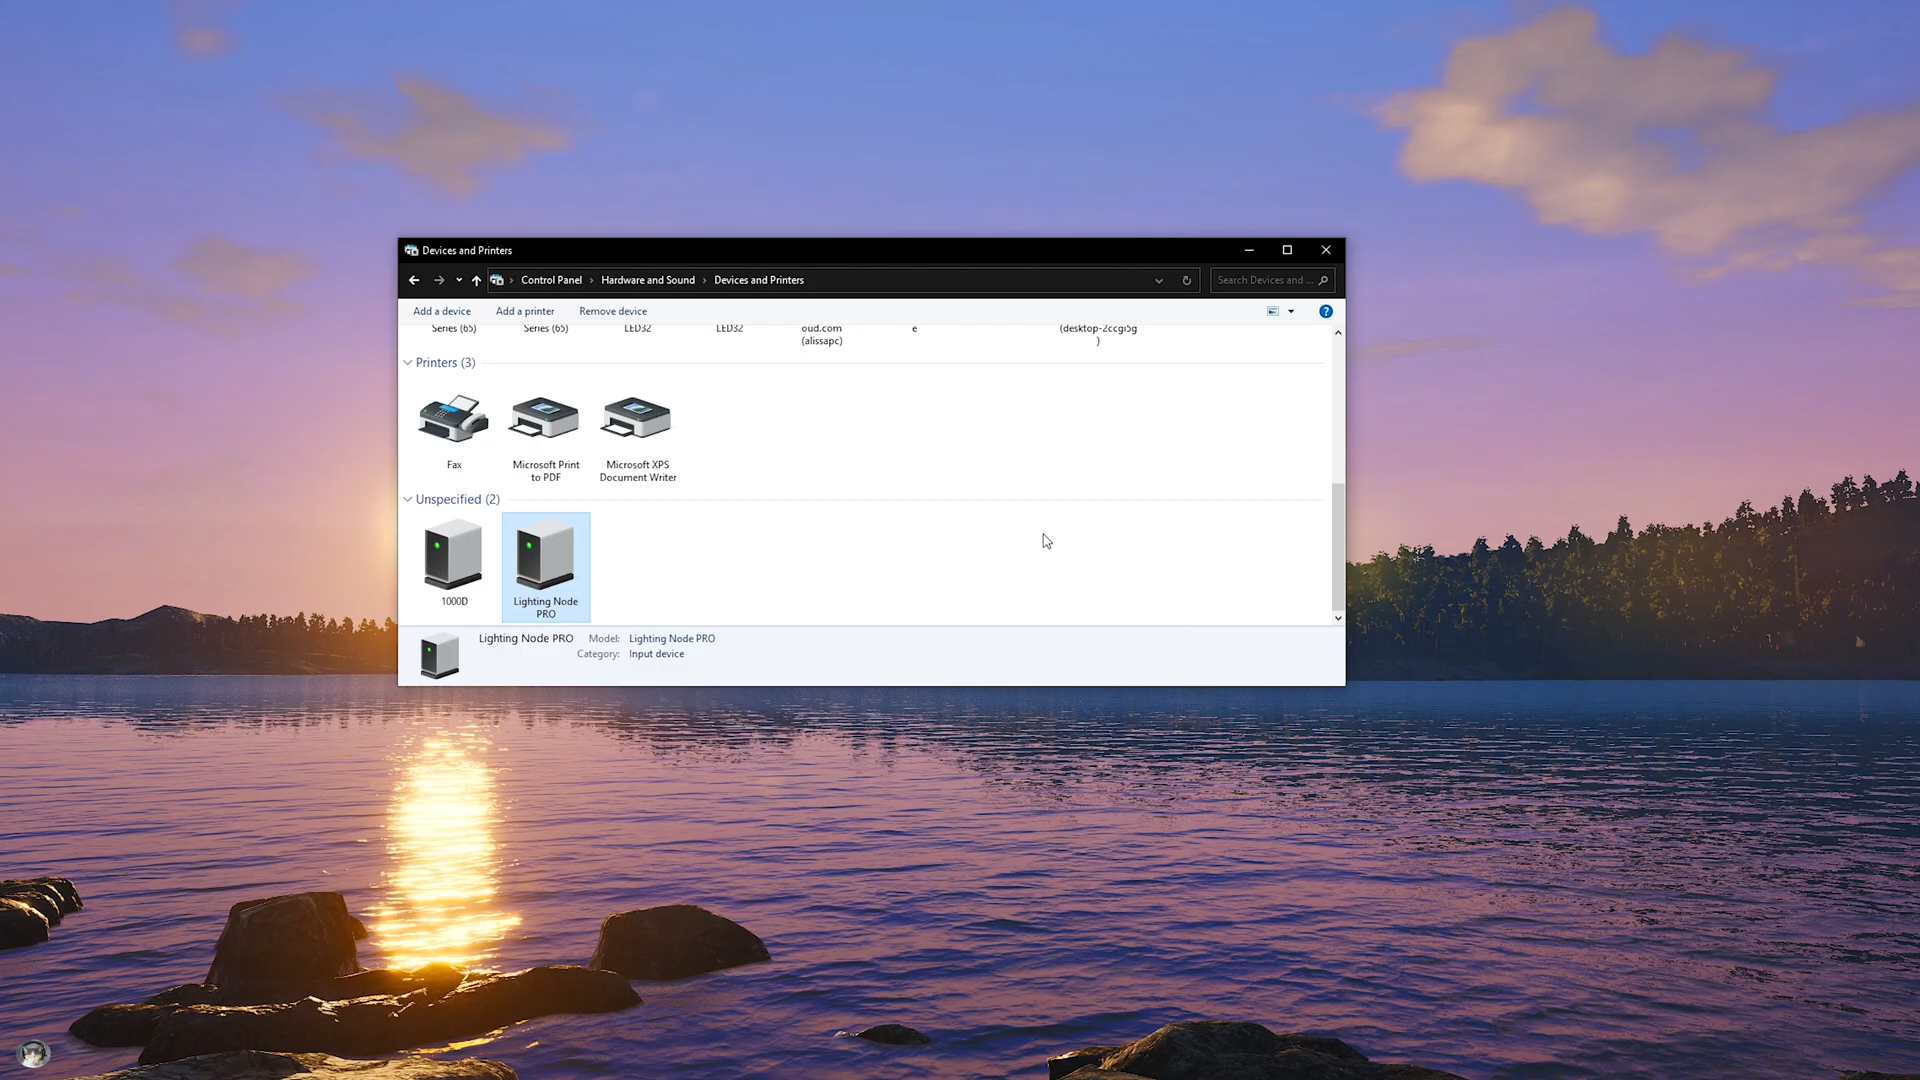 Devices and Printers
Control Panel > Hardware and Sound > Devices and Printers
Search Devices and ...
Add a device Add a printer Remove device
?
Series (65) Series (65) LED32 LED32 oud.com e (desktop-2ccgi5g
(alissapc) )
Printers (3)
Fax Microsoft Print Microsoft XPS
to PDF Document Writer
Unspecified (2)
1000D Lighting Node
PRO
Lighting Node PRO Model: Lighting Node PRO
Category: Input device